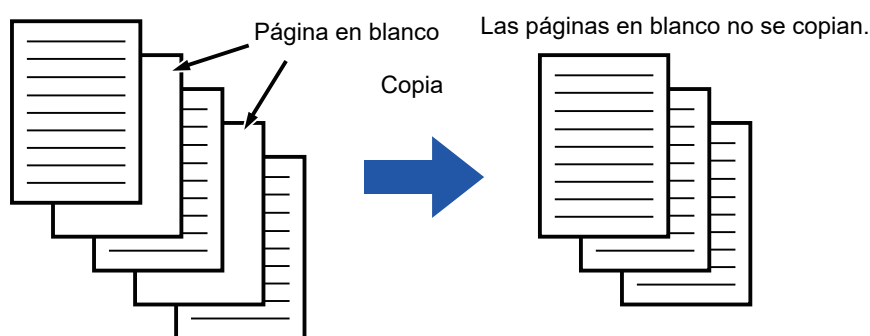 Página en blanco
Las páginas en blanco no se copian.
Copia